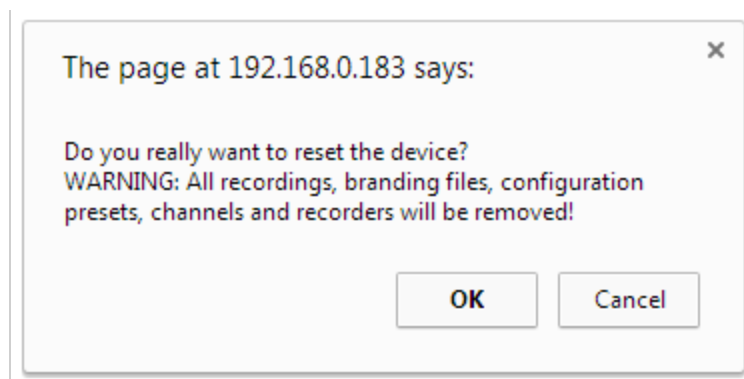 The page at 192.168.0.183 says:
Do you really want to reset the device?
WARNING: All recordings, branding files, configuration
presets, channels and recorders will be removed!
OK Cancel